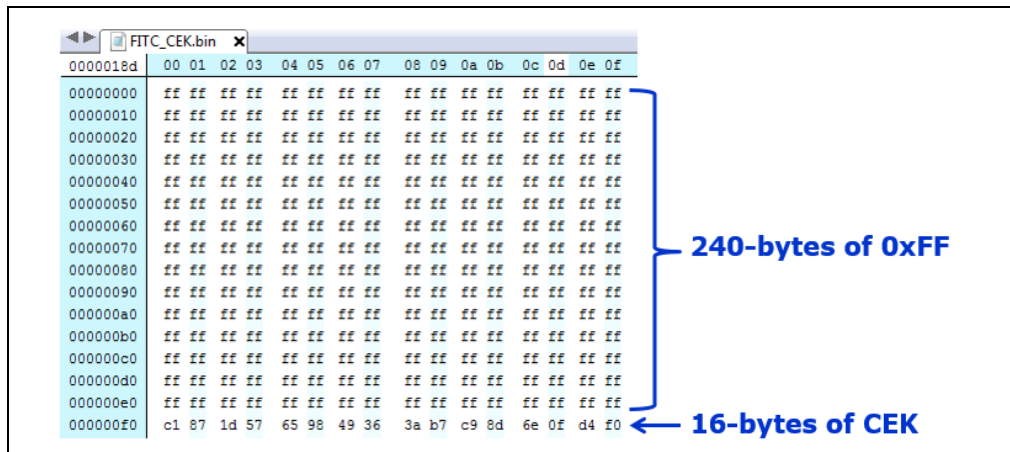 FITC_CEK.bin x
0000018d 00 01 02 03 04 05 06 07 08 09 0a 0b 0c 0d 0e 0f
00000000 ff ff ff ff ff ff ff ff ff ff ff ff ff ff ff ff
00000010 ff ff ff ff ff ff ff ff ff ff ff ff ff ff ff ff
00000020 ff ff ff ff ff ff ff ff ff ff ff ff ff ff ff ff
00000030 ff ff ff ff ff ff ff ff ff ff ff ff ff ff ff ff
00000040 ff ff ff ff ff ff ff ff ff ff ff ff ff ff ff ff
00000050 ff ff ff ff ff ff ff ff ff ff ff ff ff ff ff ff
00000060 ff ff ff ff ff ff ff ff ff ff ff ff ff ff ff ff
00000070 ff ff ff ff ff ff ff ff ff ff ff ff ff ff ff ff 240-bytes of 0xFF
00000080 ff ff ff ff ff ff ff ff ff ff ff ff ff ff ff ff
00000090 ff ff ff ff ff ff ff ff ff ff ff ff ff ff ff ff
000000a0 ff ff ff ff ff ff ff ff ff ff ff ff ff ff ff ff
000000b0 ff ff ff ff ff ff ff ff ff ff ff ff ff ff ff ff
000000c0 ff ff ff ff ff ff ff ff ff ff ff ff ff ff ff ff
000000d0 ff ff ff ff ff ff ff ff ff ff ff ff ff ff ff ff
000000e0 ff ff ff ff ff ff ff ff ff ff ff ff ff ff ff ff
000000f0 c1 87 1d 57 65 98 49 36 3a b7 c9 8d 6e 0f d4 f0 16-bytes of CEK